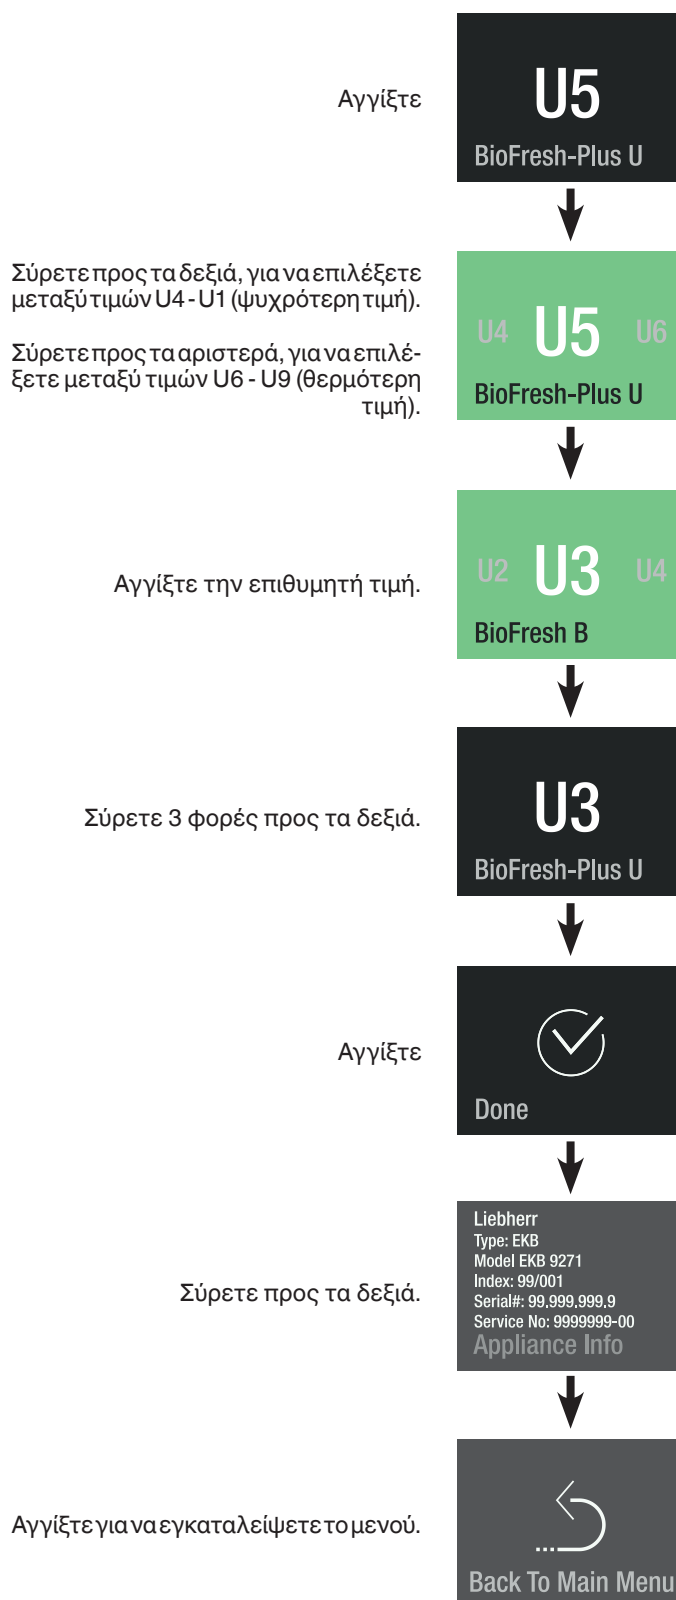 Αγγίξτε
U5
BioFresh-Plus U
Σύρετε προς τα δεξιά, για να επιλέξετε
μεταξύ τιμών U4 - U1 (ψυχρότερη τιμή).
Σύρετε προς τα αριστερά, για να επιλέ-
ξετε μεταξύ τιμών U6 - U9 (θερμότερη
τιμή).
U4 U5 U6
BioFresh-Plus U
Αγγίξτε την επιθυμητή τιμή.
U2 U3 U4
BioFresh B
Σύρετε 3 φορές προς τα δεξιά.
U3
BioFresh-Plus U
Αγγίξτε
Done
Σύρετε προς τα δεξιά.
Liebherr
Type: EKB
Model EKB 9271
Index: 99/001
Serial#: 99.999.999.9
Service No: 9999999-00
Appliance Info
Αγγίξτε για να εγκαταλείψετε το μενού.
Back To Main Menu